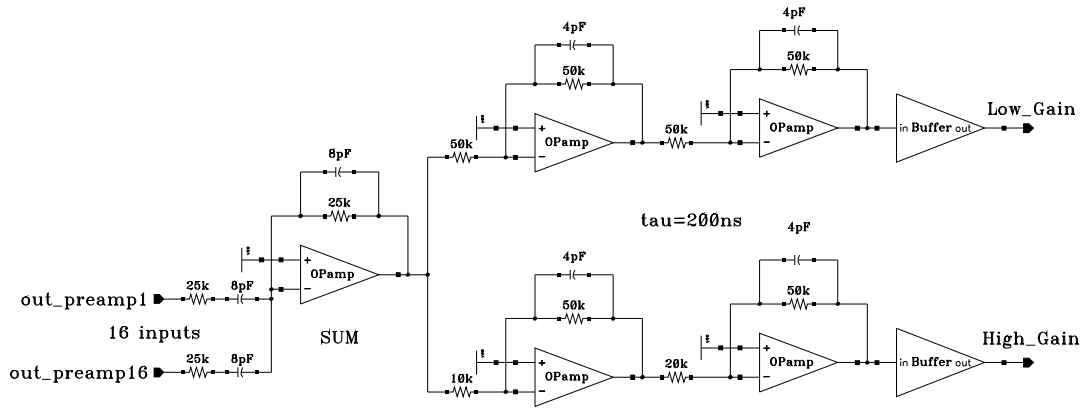 4pF
50k
OPamp
50k
4pF
50k
OPamp
50k
in Buffer out
Low_Gain
8pF
25k
OPamp
SUM
tau=200ns
out_preamp1
25k
8pF
16 inputs
out_preamp16
25k
8pF
4pF
50k
OPamp
10k
4pF
50k
OPamp
20k
in Buffer out
High_Gain